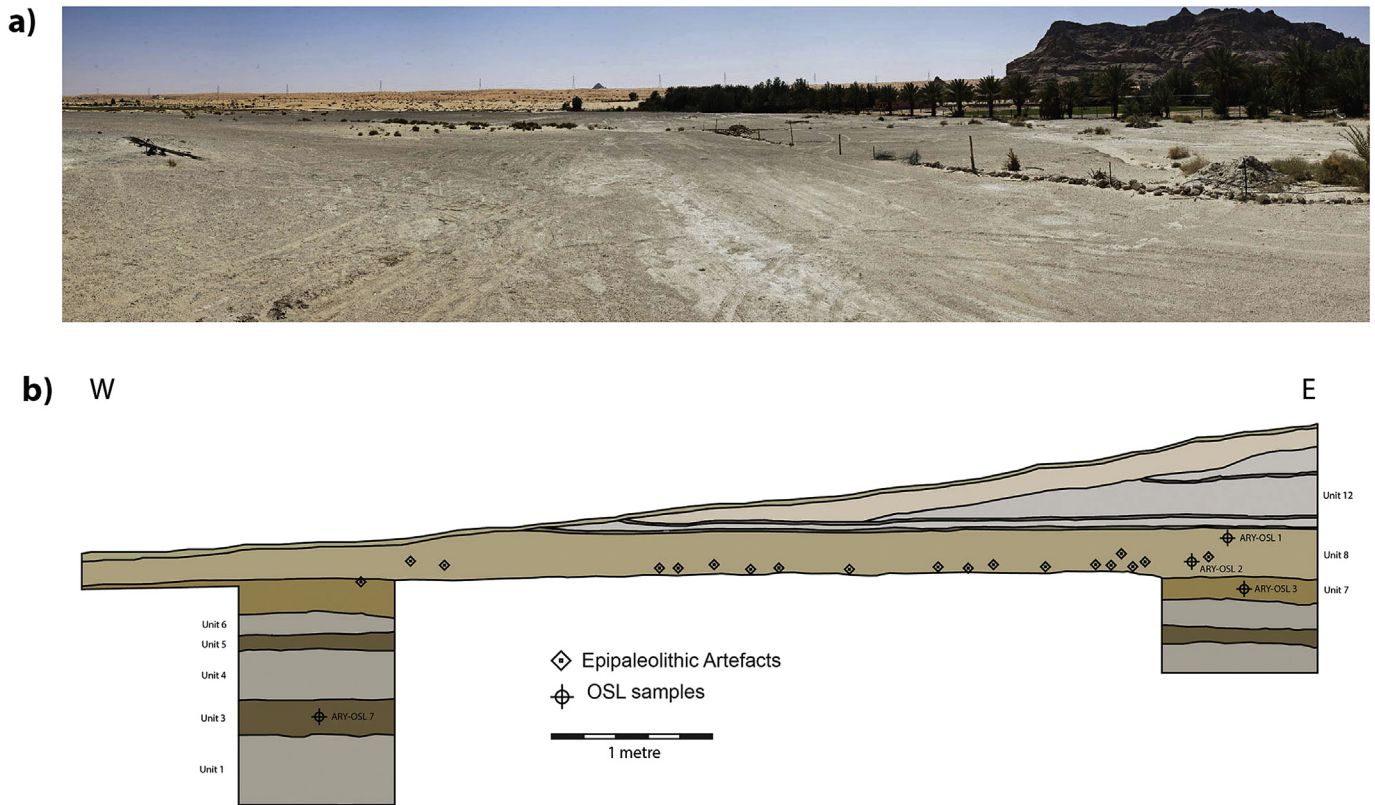 a)
b)
W
E
Unit 12
ARY-OSL 1
Unit 8
ARY-OSL 2
Unit 7
ARY-OSL 3
Unit 6
Unit 5
Unit 4
Epipaleolithic Artefacts
OSL samples
Unit 3
ARY-OSL 7
1 metre
Unit 1